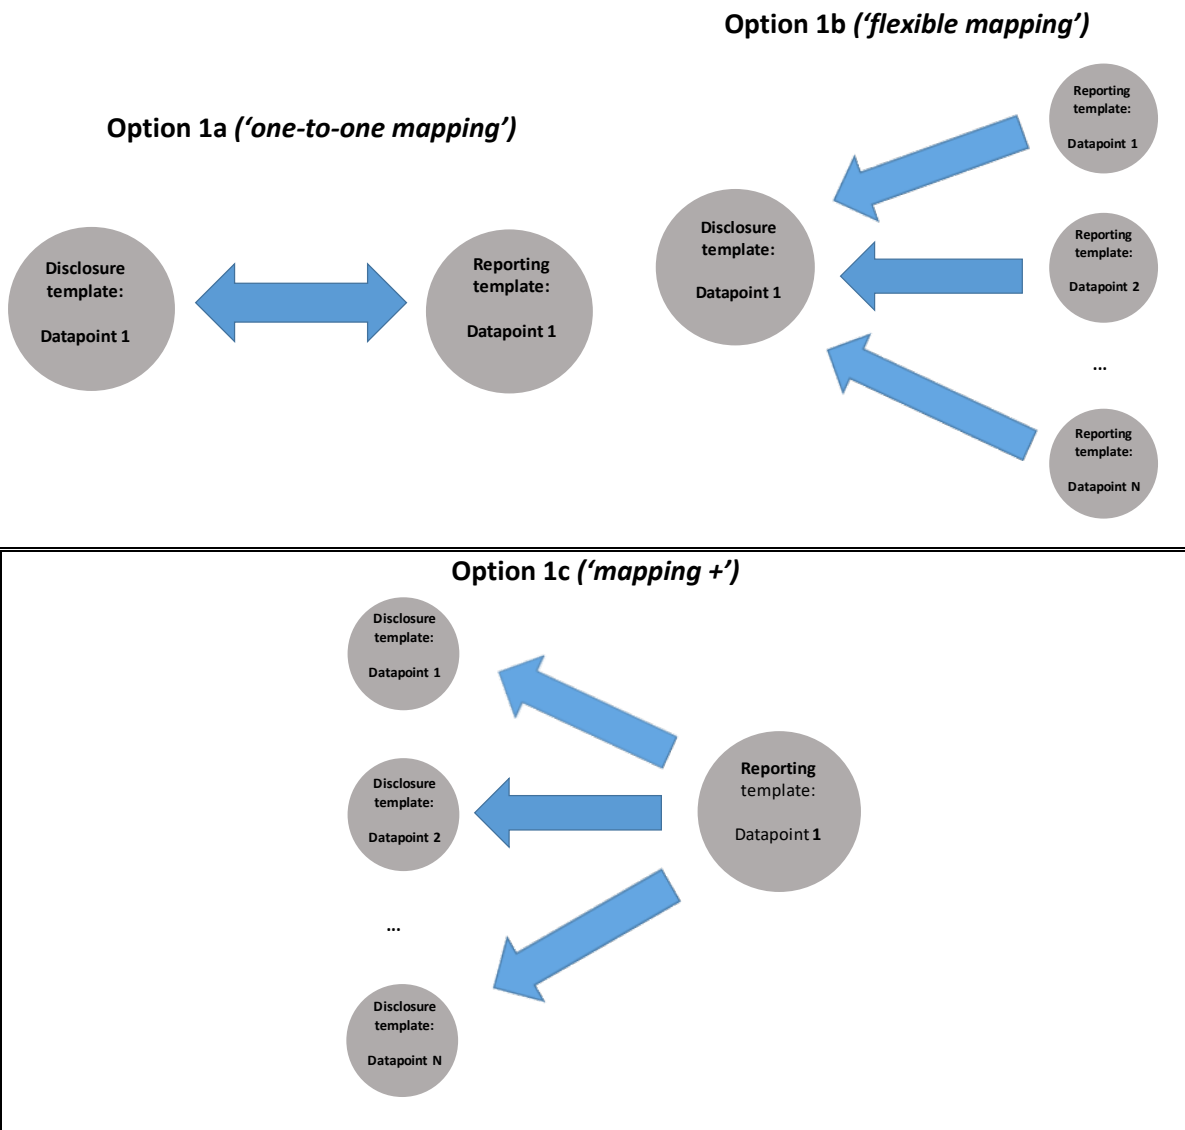 Option 1b (‘flexible mapping’)
Option 1a (‘one-to-one mapping’)
Disclosure
template:
Datapoint 1
Reporting
template:
Datapoint 1
Disclosure
template:
Datapoint 1
Reporting
template:
Datapoint 1
Reporting
template:
Datapoint 2
...
Reporting
template:
Datapoint N
Option 1c (‘mapping +’)
Disclosure
template:
Datapoint 1
Disclosure
template:
Datapoint 2
...
Disclosure
template:
Datapoint N
Reporting
template:
Datapoint 1